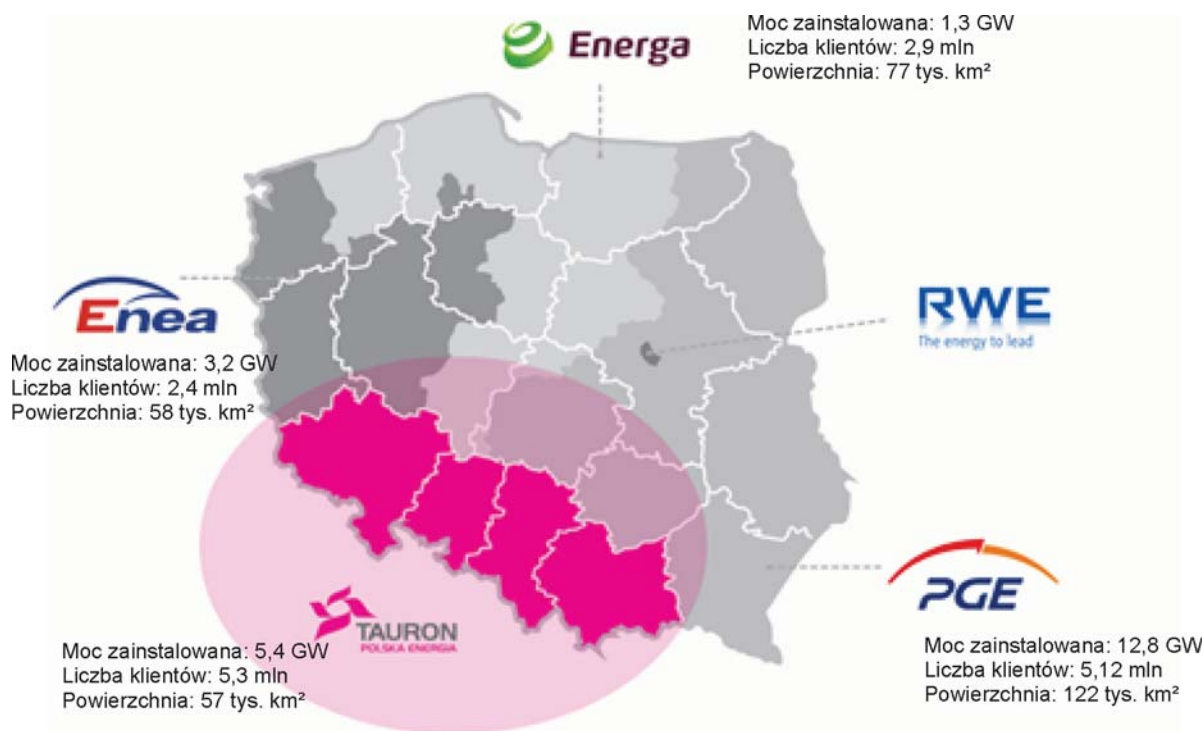 Energa
Moc zainstalowana: 1,3 GW
Liczba klientów: 2,9 mln
Powierzchnia: 77 tys. km²
Enea
Moc zainstalowana: 3,2 GW
Liczba klientów: 2,4 mln
Powierzchnia: 58 tys. km²
RWE
The energy to lead
TAURON
POLSKA ENERGIA
Moc zainstalowana: 5,4 GW
Liczba klientów: 5,3 mln
Powierzchnia: 57 tys. km²
PGE
Moc zainstalowana: 12,8 GW
Liczba klientów: 5,12 mln
Powierzchnia: 122 tys. km²